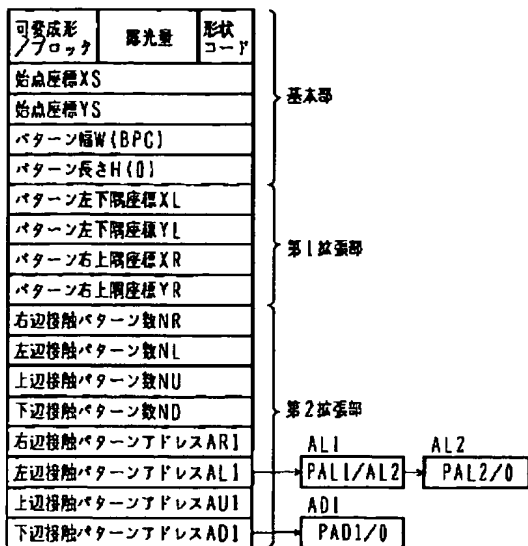 可変成形/ブロック 露光量 形状コード
始点座標XS
始点座標YS
パターン幅W(BPC)
パターン長さH(0)
基本部
パターン左下隅座標XL
パターン左下隅座標YL
パターン右上隅座標XR
パターン右上隅座標YR
第1拡張部
右辺接触パターン数NR
左辺接触パターン数NL
上辺接触パターン数NU
下辺接触パターン数ND
右辺接触パターンアドレスAR1
左辺接触パターンアドレスAL1
上辺接触パターンアドレスAU1
下辺接触パターンアドレスAD1
第2拡張部
AL1 AL2
PAL1/AL2 PAL2/0
AD1
PAD1/0